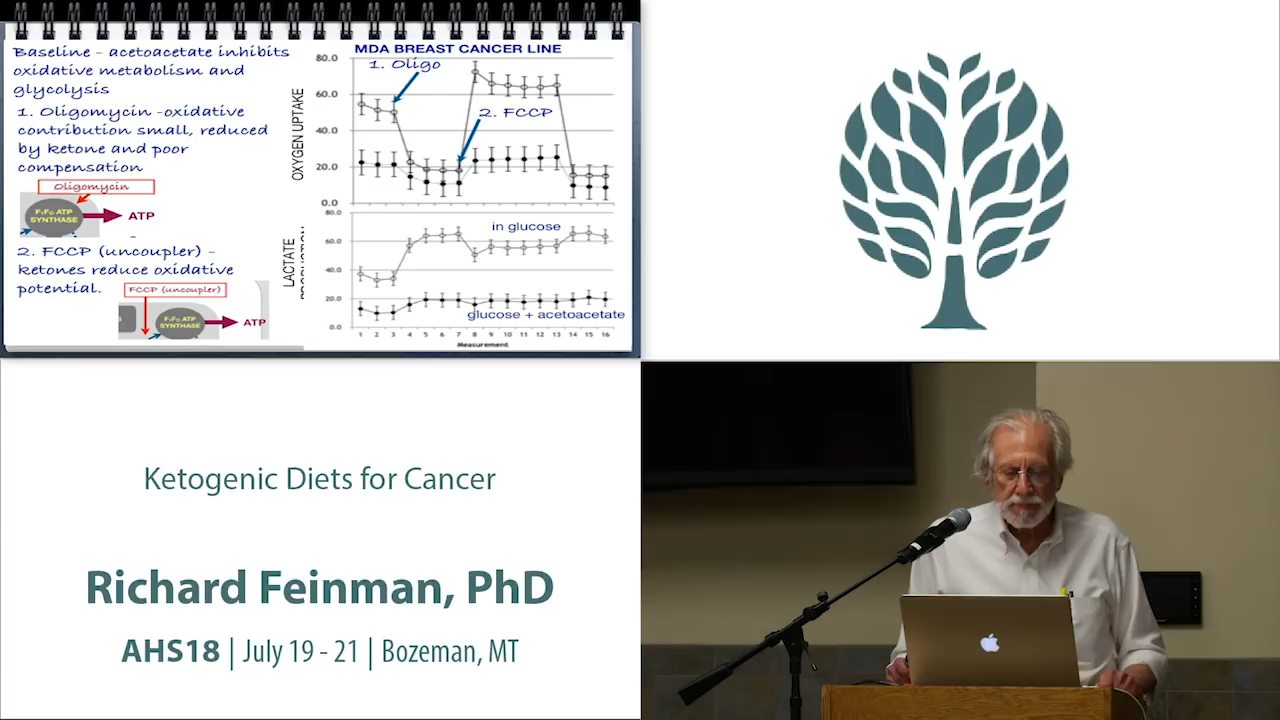 Baseline - acetoacetate inhibits
oxidative metabolism and
glycolysis
1. Oligomycin -oxidative
contribution small, reduced
by ketone and poor
compensation
Oligomycin
F₁F₀ ATP
SYNTHASE
ATP
2. FCCP (uncoupler) -
ketones reduce oxidative
potential.
FCCP (uncoupler)
F₁F₀ ATP
SYNTHASE
ATP
MDA BREAST CANCER LINE
1. Oligo
2. FCCP
OXYGEN UPTAKE
80.0
60.0
40.0
20.0
0.0
LACTATE
80.0
60.0
40.0
20.0
0.0
in glucose
glucose + acetoacetate
1 2 3 4 5 6 7 8 9 10 11 12 13 14 15 16
Measurement
Ketogenic Diets for Cancer
Richard Feinman, PhD
AHS18 | July 19 - 21 | Bozeman, MT